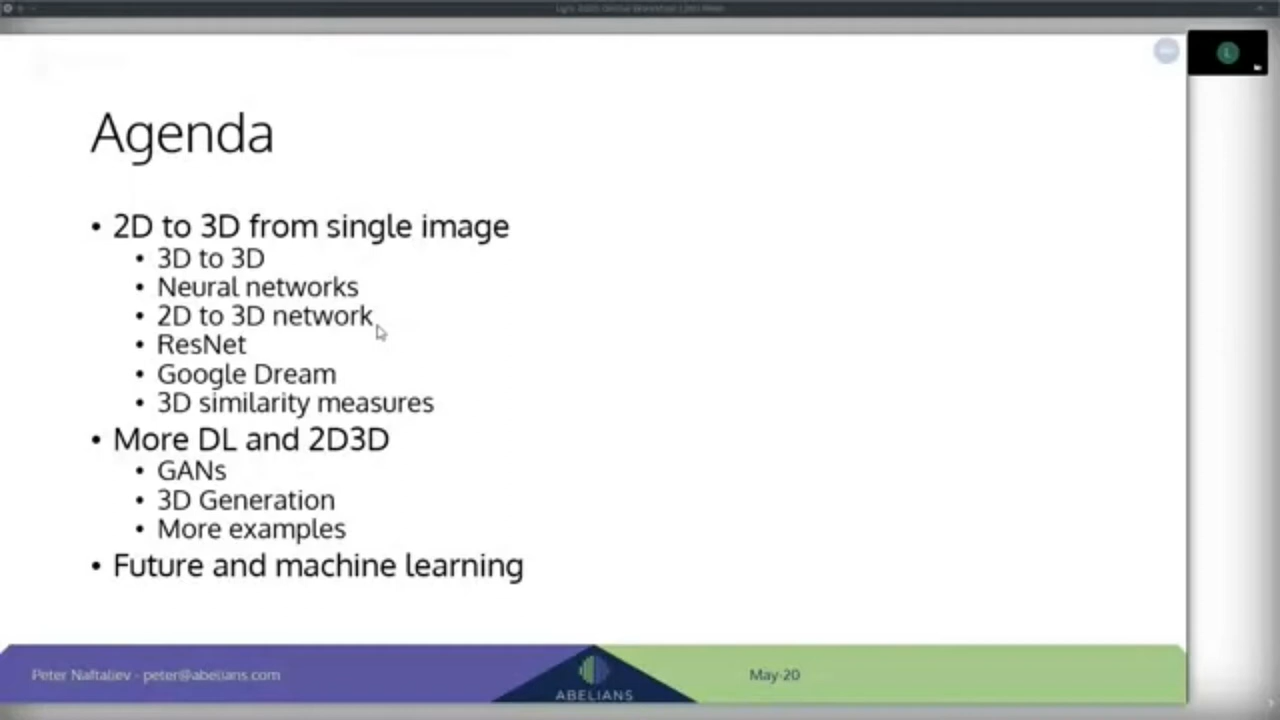 Agenda
• 2D to 3D from single image
• 3D to 3D
• Neural networks
• 2D to 3D network
• ResNet
• Google Dream
• 3D similarity measures
• More DL and 2D3D
• GANs
• 3D Generation
• More examples
• Future and machine learning
Peter Naftaliev - peter@abelians.com
ABELIANS
May-20
L